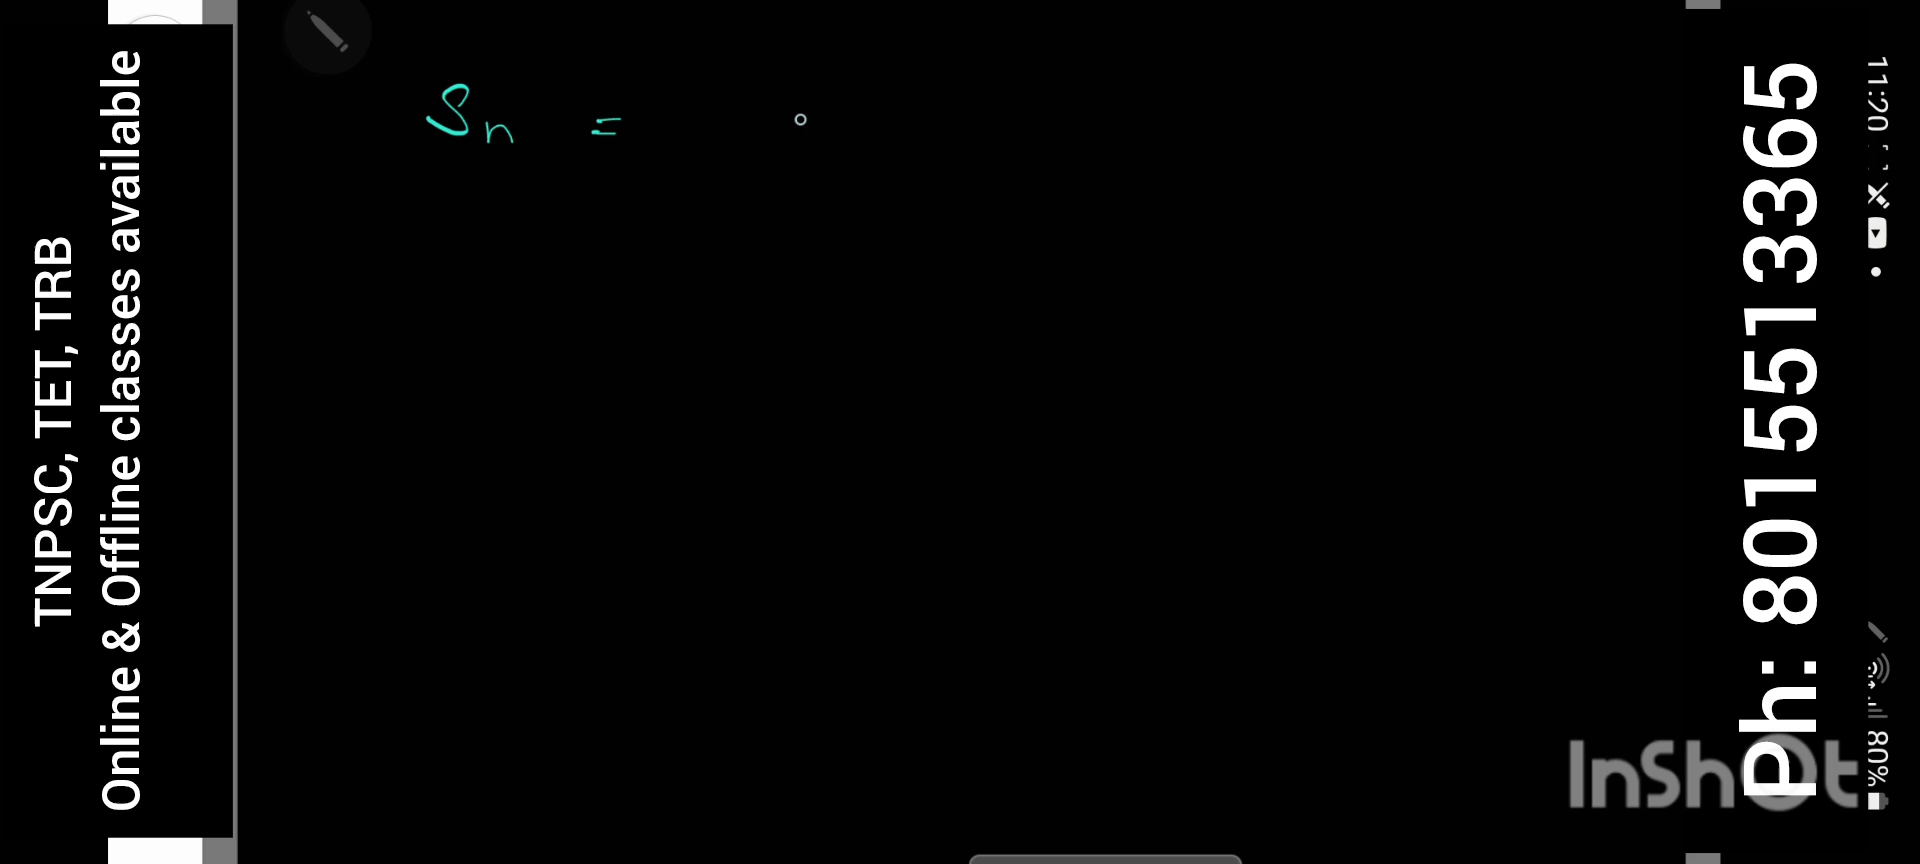 TNPSC, TET, TRB
Online & Offline classes available
Sn =
Ph: 8015513365
11:20
80%
InShOt